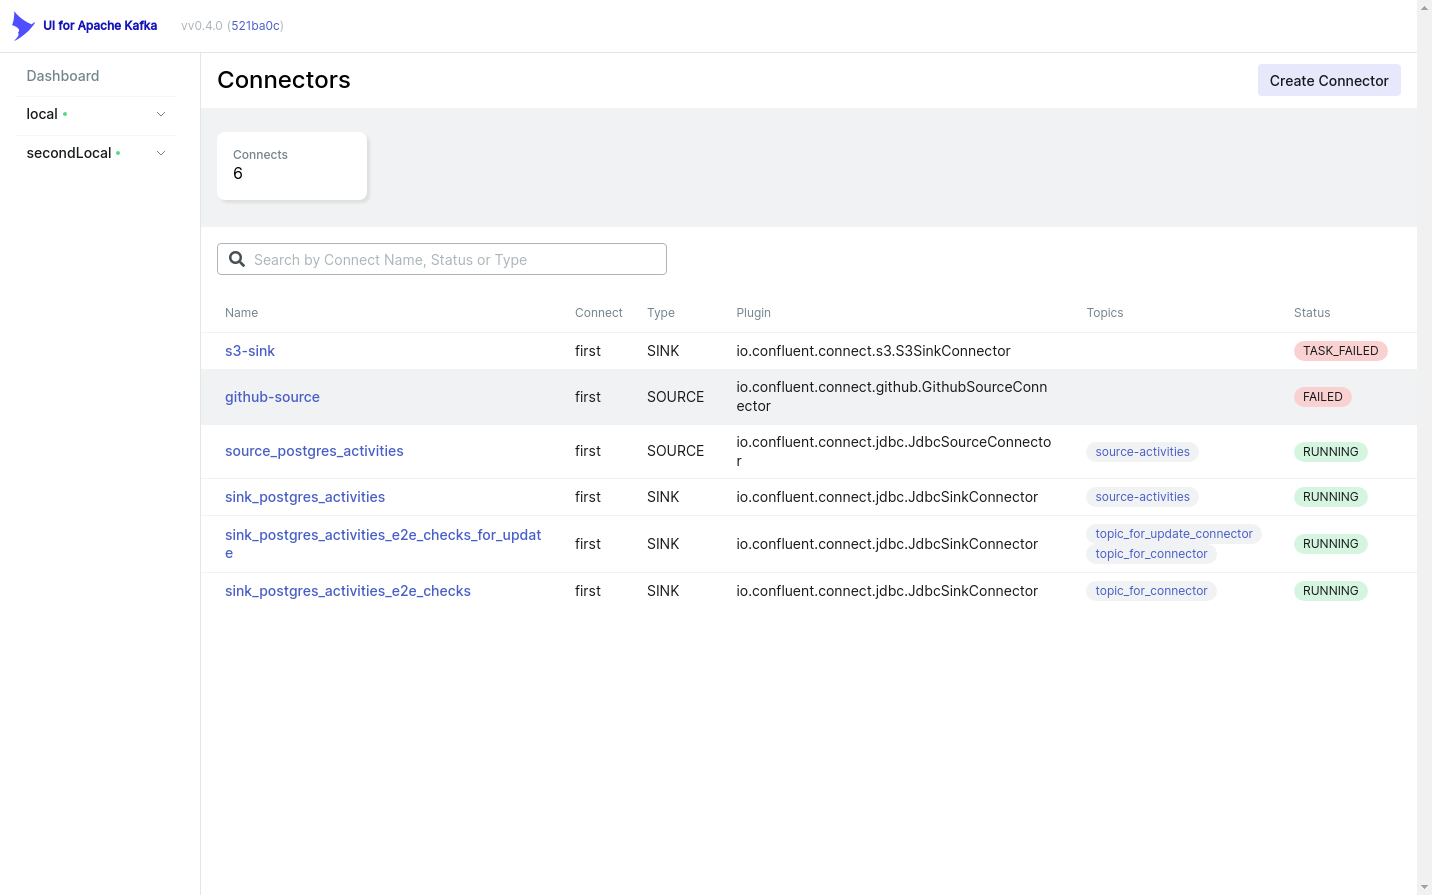 UI for Apache Kafka vv0.4.0 (521ba0c)
Dashboard
local
secondLocal
Connectors
Create Connector
Connects
6
Search by Connect Name, Status or Type
Name Connect Type Plugin Topics Status
s3-sink first SINK io.confluent.connect.s3.S3SinkConnector TASK_FAILED
github-source first SOURCE io.confluent.connect.github.GithubSourceConn
ector
FAILED
source_postgres_activities first SOURCE io.confluent.connect.jdbc.JdbcSourceConnecto
r
source-activities RUNNING
sink_postgres_activities first SINK io.confluent.connect.jdbc.JdbcSinkConnector source-activities RUNNING
sink_postgres_activities_e2e_checks_for_updat
e
first SINK io.confluent.connect.jdbc.JdbcSinkConnector
topic_for_update_connector
topic_for_connector
RUNNING
sink_postgres_activities_e2e_checks first SINK io.confluent.connect.jdbc.JdbcSinkConnector topic_for_connector RUNNING